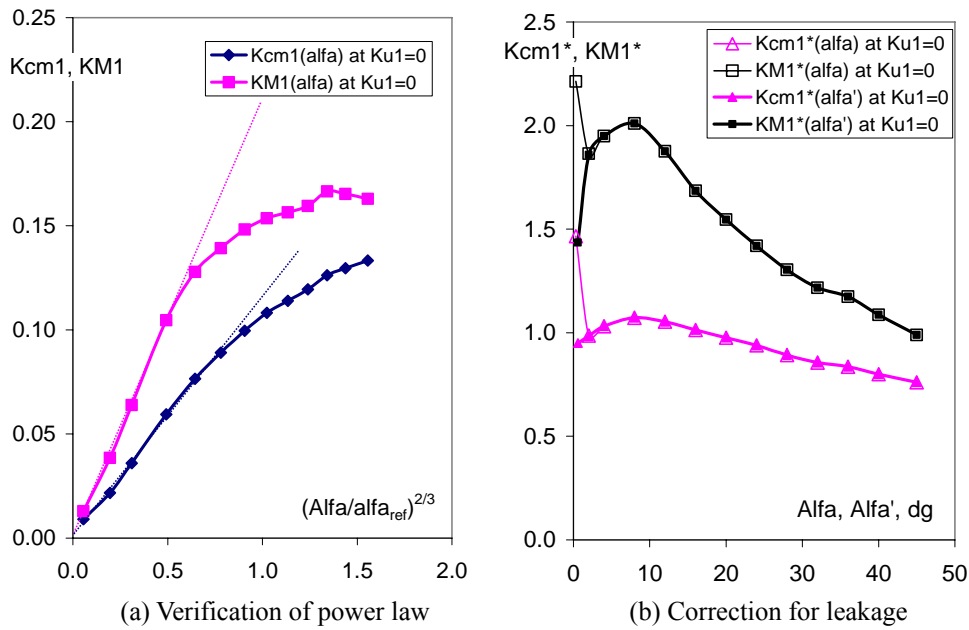 0.25
Kcm1, KM1
Kcm1(alfa) at Ku1=0
KM1(alfa) at Ku1=0
0.20
0.15
0.10
0.05
0.00
(Alfa/alfa_ref)^2/3
0.0 0.5 1.0 1.5 2.0
(a) Verification of power law
2.5
Kcm1*, KM1*
Kcm1*(alfa) at Ku1=0
KM1*(alfa) at Ku1=0
Kcm1*(alfa') at Ku1=0
KM1*(alfa') at Ku1=0
2.0
1.5
1.0
0.5
0.0
Alfa, Alfa', dg
0 10 20 30 40 50
(b) Correction for leakage